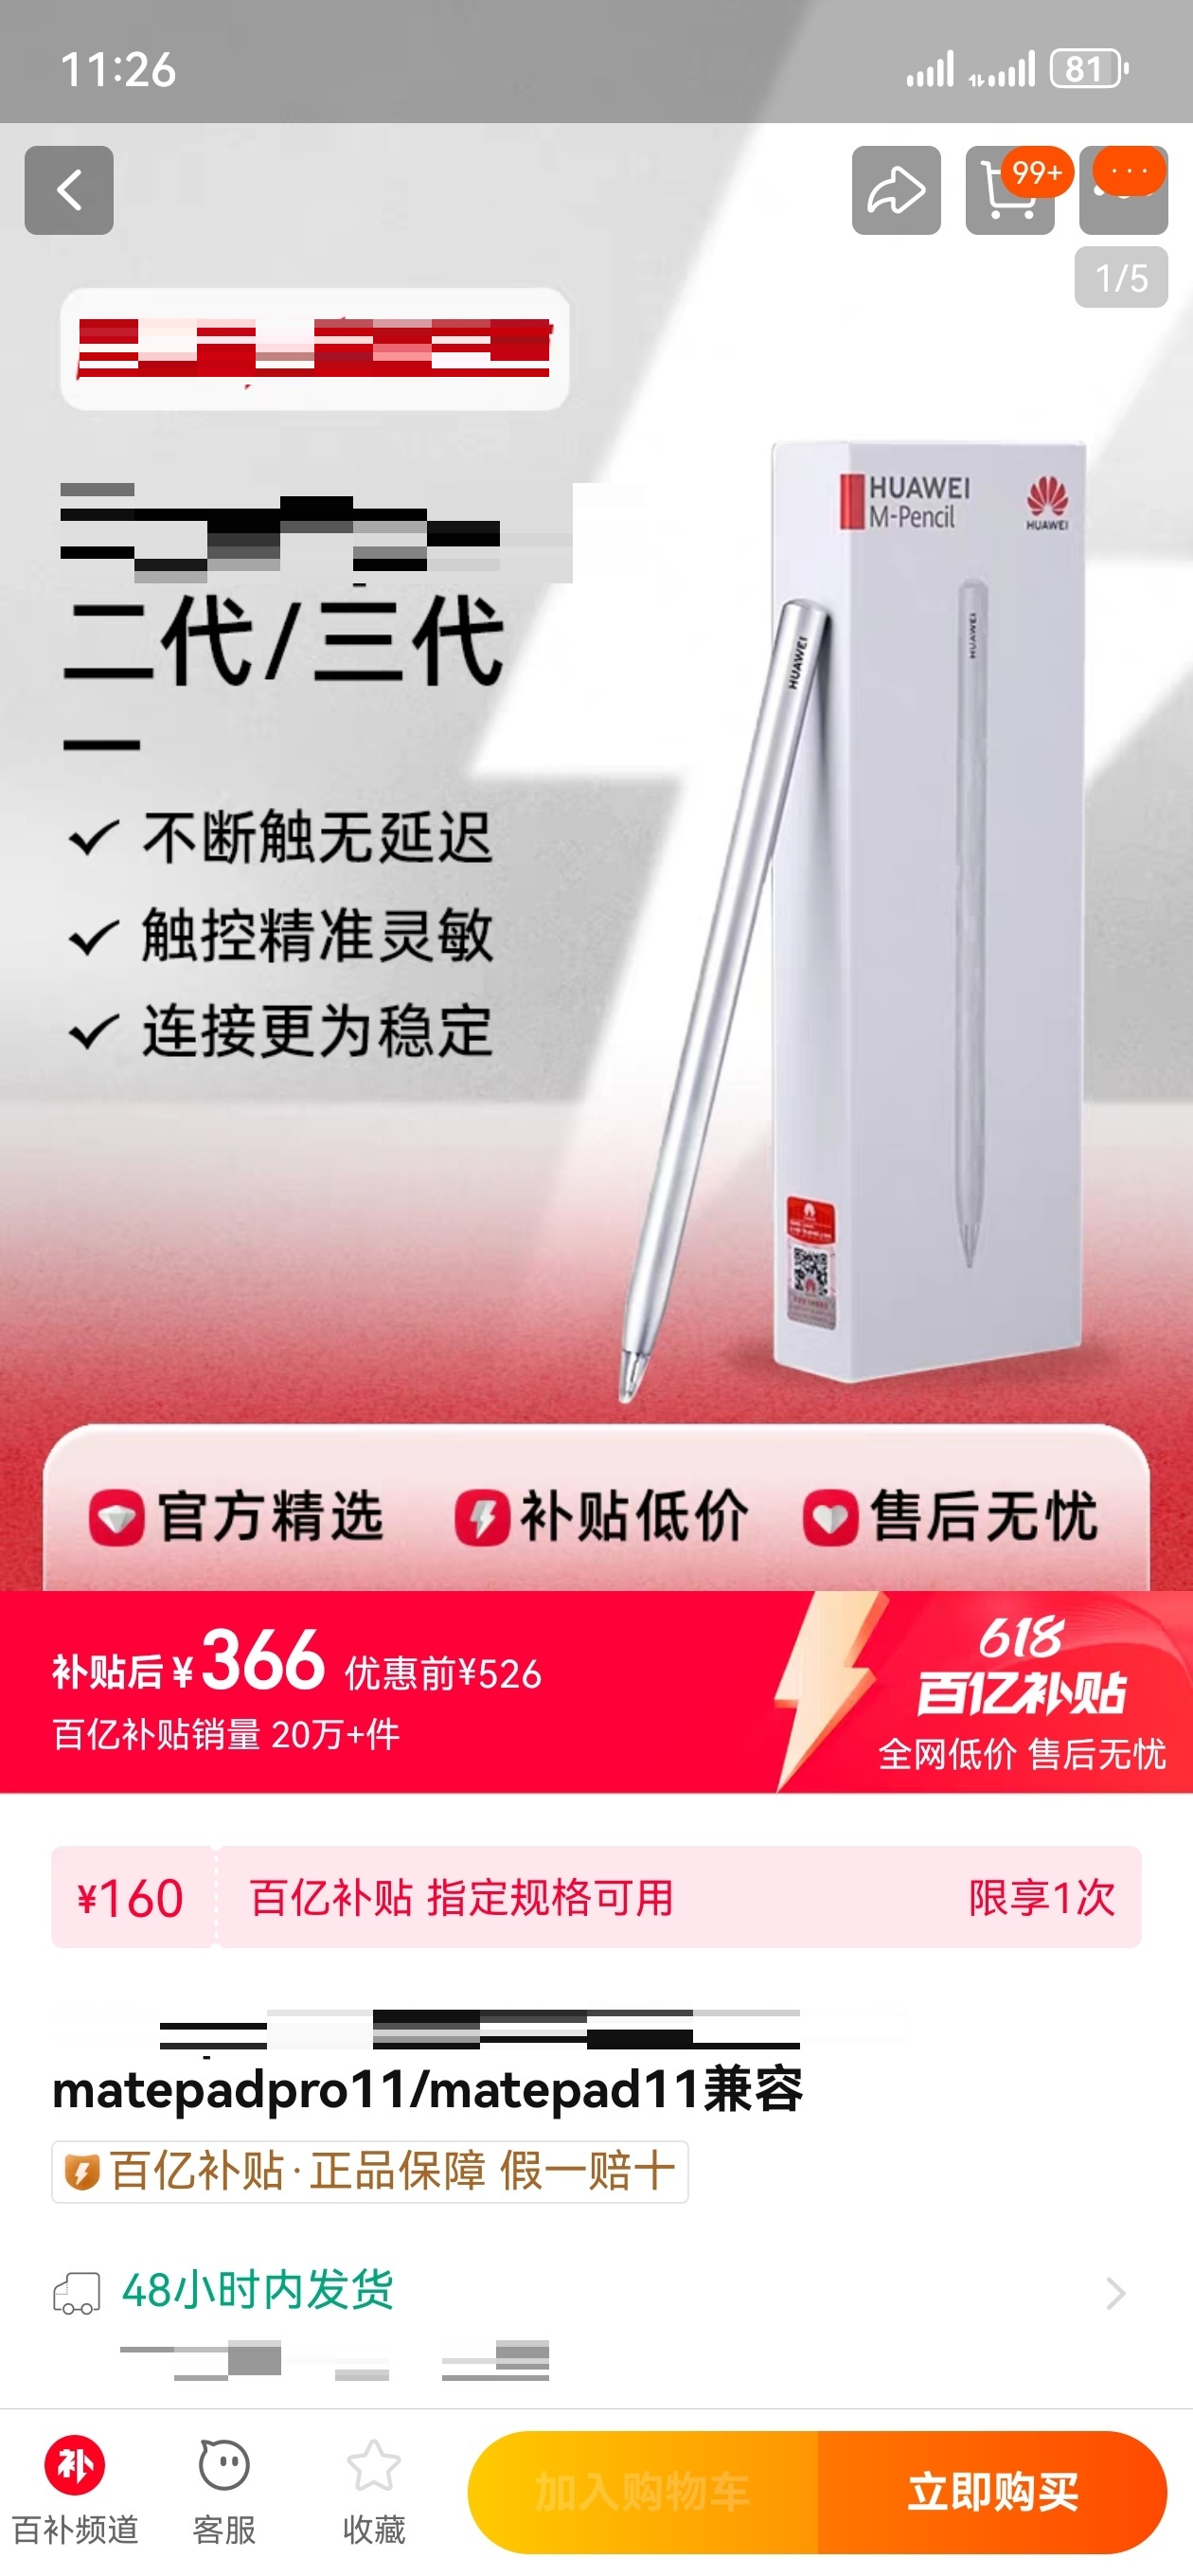 11:26
81
99+
1/5
HUAWEI
M-Pencil
HUAWEI
HUAWEI
HUAWEI
二代/三代
不断触无延迟
触控精准灵敏
连接更为稳定
官方精选 补贴低价 售后无忧
补贴后¥366 优惠前¥526
百亿补贴销量 20万+件
618
百亿补贴
全网低价 售后无忧
¥160 百亿补贴 指定规格可用 限享1次
matepadpro11/matepad11兼容
百亿补贴·正品保障 假一赔十
48小时内发货
补
百补频道 客服 收藏 加入购物车 立即购买